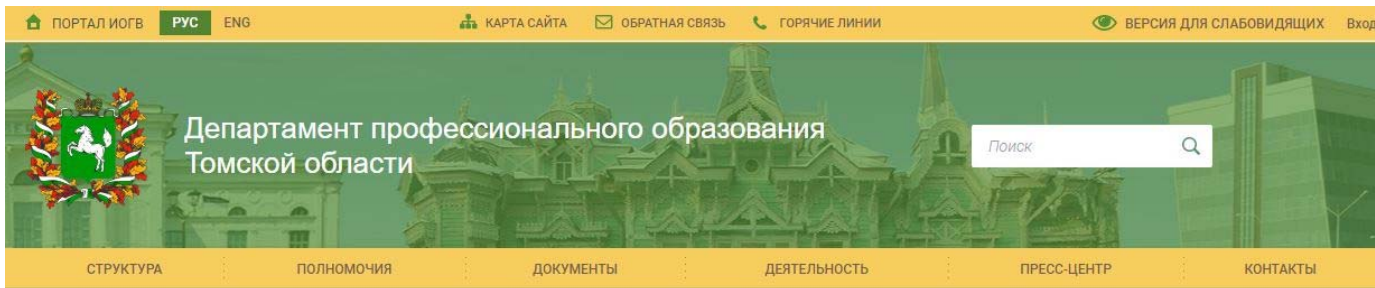 ПОРТАЛ ИОГВ РУС ENG КАРТА САЙТА ОБРАТНАЯ СВЯЗЬ ГОРЯЧИЕ ЛИНИИ ВЕРСИЯ ДЛЯ СЛАБОВИДЯЩИХ Вход
Департамент профессионального образования
Томской области
Поиск
СТРУКТУРА ПОЛНОМОЧИЯ ДОКУМЕНТЫ ДЕЯТЕЛЬНОСТЬ ПРЕСС-ЦЕНТР КОНТАКТЫ